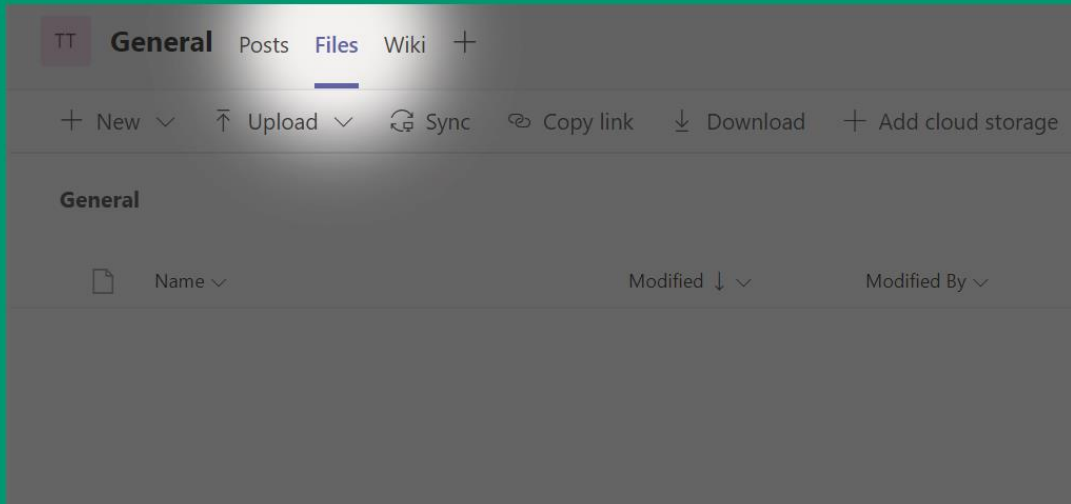 TT General Posts Files Wiki
New Upload Sync Copy link Download Add cloud storage
General
Name Modified Modified By